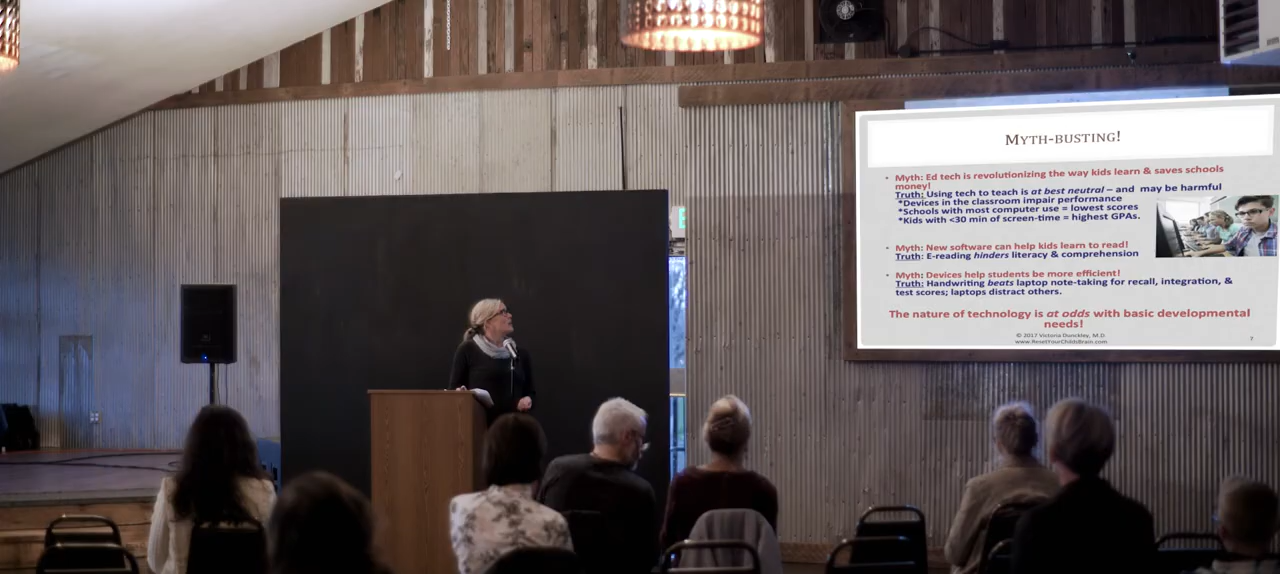 MYTH-BUSTING!
• Myth: Ed tech is revolutionizing the way kids learn & saves schools
money!
Truth: Using tech to teach is at best neutral – and may be harmful
*Devices in the classroom impair performance
*Schools with most computer use = lowest scores
*Kids with <30 min of screen-time = highest GPAs.
• Myth: New software can help kids learn to read!
Truth: E-reading hinders literacy & comprehension
• Myth: Devices help students be more efficient!
Truth: Handwriting beats laptop note-taking for recall, integration, &
test scores; laptops distract others.
The nature of technology is at odds with basic developmental
needs!
© 2017 Victoria Dunckley, M.D.
www.ResetYourChildsBrain.com
7